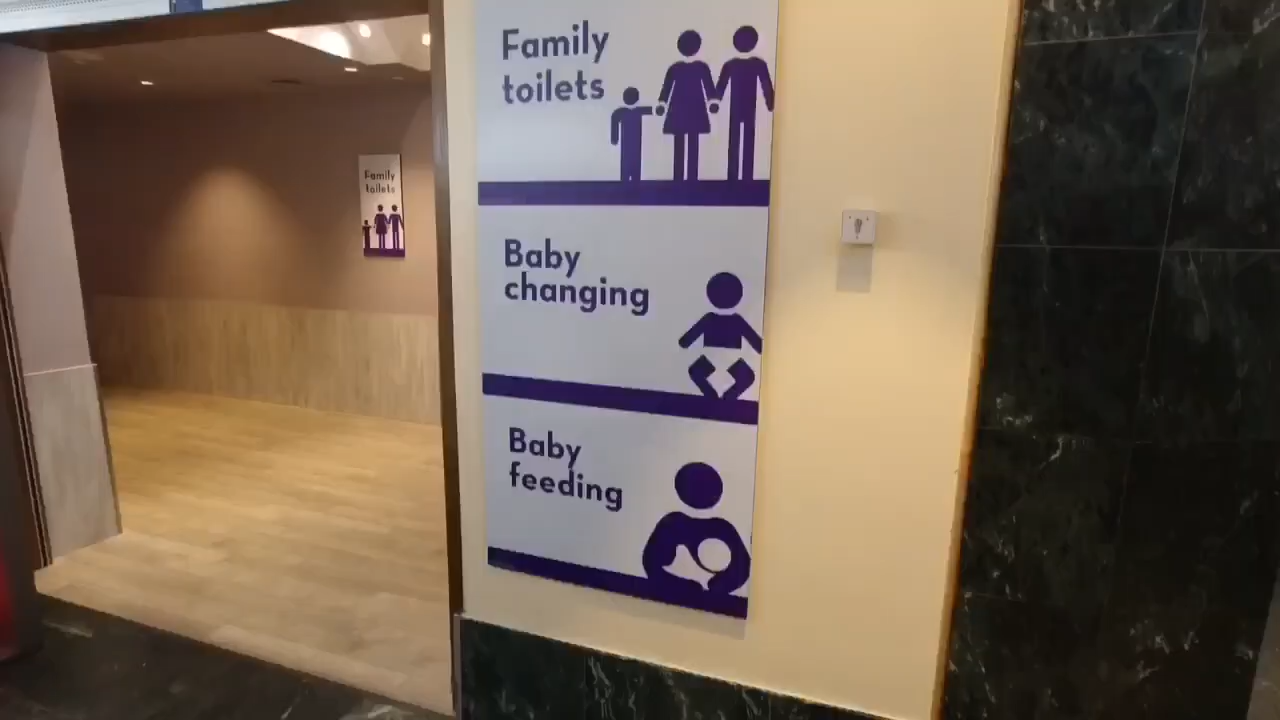 Family
toilets
Family
toilets
Baby
changing
Baby
feeding